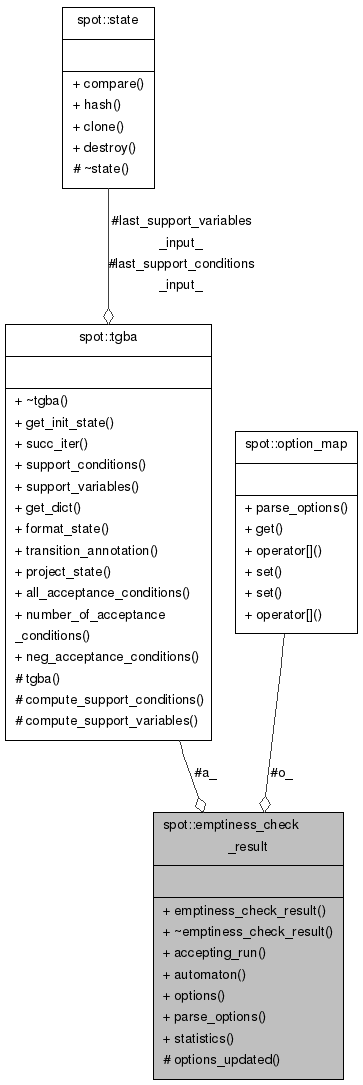 spot::state
+ compare()
+ hash()
+ clone()
+ destroy()
# ~state()
#last_support_variables
_input_
#last_support_conditions
_input_
spot::tgba
+ ~tgba()
+ get_init_state()
+ succ_iter()
+ support_conditions()
+ support_variables()
+ get_dict()
+ format_state()
+ transition_annotation()
+ project_state()
+ all_acceptance_conditions()
+ number_of_acceptance
_conditions()
+ neg_acceptance_conditions()
# tgba()
# compute_support_conditions()
# compute_support_variables()
spot::option_map
+ parse_options()
+ get()
+ operator[]()
+ set()
+ set()
+ operator[]()
#a_
#o_
spot::emptiness_check
_result
+ emptiness_check_result()
+ ~emptiness_check_result()
+ accepting_run()
+ automaton()
+ options()
+ parse_options()
+ statistics()
# options_updated()